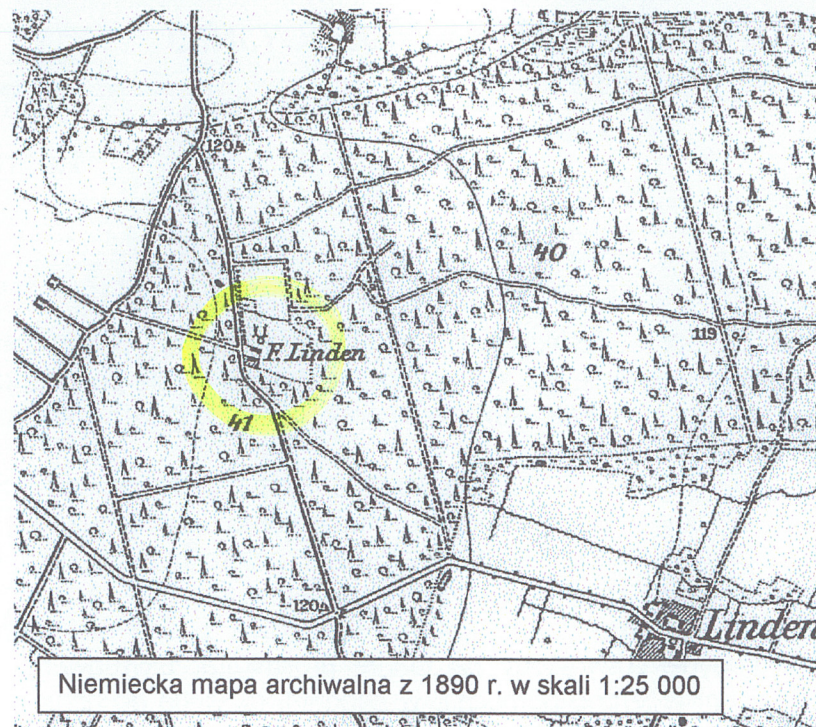 120,4
40
119
F. Linden
41
120,4
Linden
Niemiecka mapa archiwalna z 1890 r. w skali 1:25 000